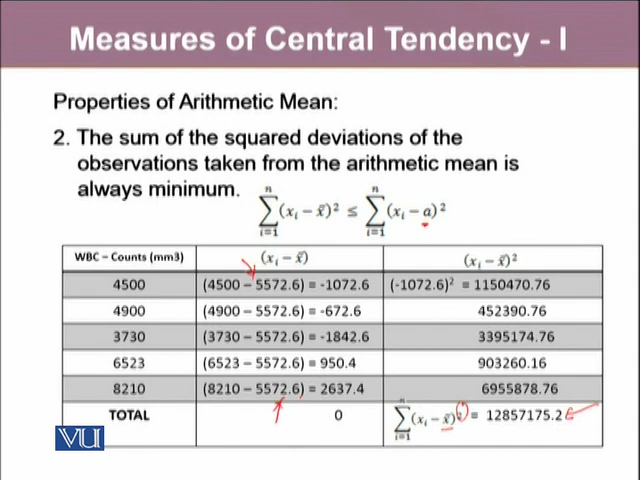 Measures of Central Tendency - I
Properties of Arithmetic Mean:
2. The sum of the squared deviations of the
observations taken from the arithmetic mean is
always minimum.
n n
∑(xᵢ − x̄)² ≤ ∑(xᵢ − a)²
i=1 i=1
WBC – Counts (mm3) (xᵢ − x̄) (xᵢ − x̄)²
4500 (4500 – 5572.6) = -1072.6 (-1072.6)² = 1150470.76
4900 (4900 – 5572.6) = -672.6 452390.76
3730 (3730 – 5572.6) = -1842.6 3395174.76
6523 (6523 – 5572.6) = 950.4 903260.16
8210 (8210 – 5572.6) = 2637.4 6955878.76
n
TOTAL 0 ∑(xᵢ − x̄)² = 12857175.2
i=1
VU